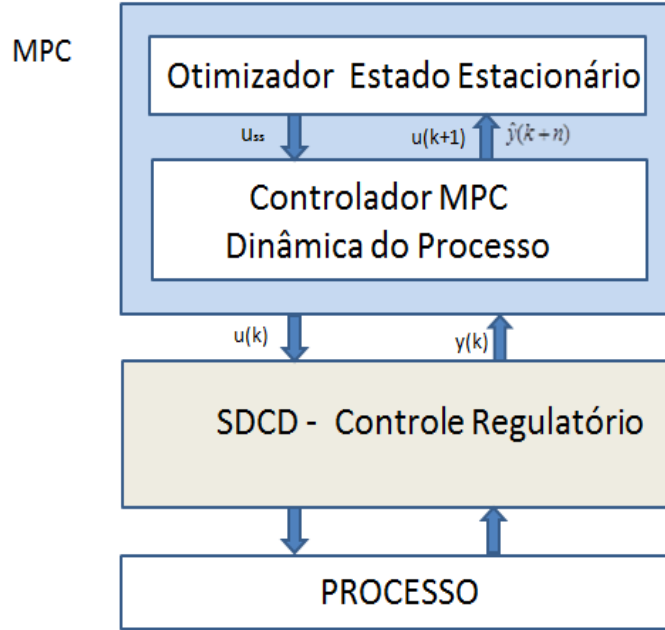 MPC
Otimizador Estado Estacionário
uss u(k+1) ŷ(k+n)
Controlador MPC
Dinâmica do Processo
u(k) y(k)
SDCD - Controle Regulatório
PROCESSO